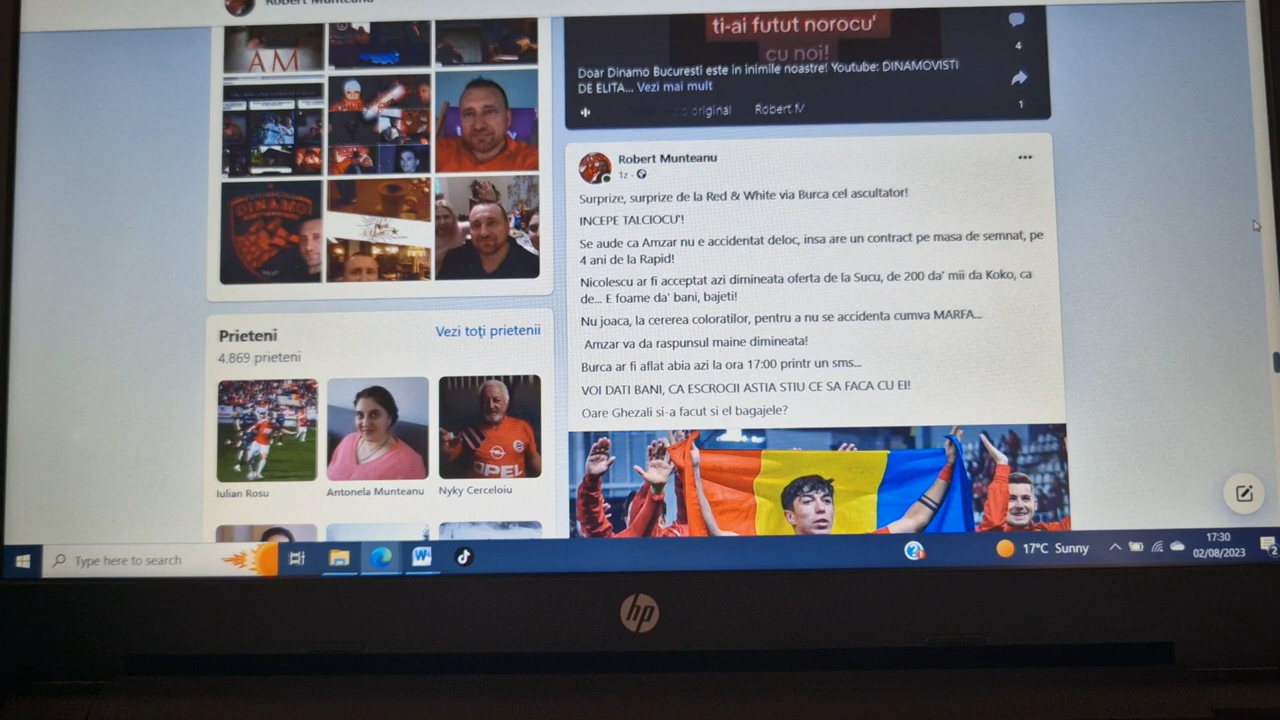 Robert Munteanu
AM
DINAMO
Prieteni
Vezi toţi prietenii
4.869 prieteni
Iulian Rosu
Antonela Munteanu
Nyky Cerceloiu
OPEL
ti-ai futut norocu'
cu noi!
Doar Dinamo Bucuresti este in inimile noastre! Youtube: DINAMOVISTI
DE ELITA... Vezi mai mult
original Robert M
4
1
Robert Munteanu
1z
Surprize, surprize de la Red & White via Burca cel ascultator!
INCEPE TALCIOCU'!
Se aude ca Amzar nu e accidentat deloc, insa are un contract pe masa de semnat, pe
4 ani de la Rapid!
Nicolescu ar fi acceptat azi dimineata oferta de la Sucu, de 200 da' mii da Koko, ca
de... E foame da' bani, bajeti!
Nu joaca, la cererea coloratilor, pentru a nu se accidenta cumva MARFA...
Amzar va da raspunsul maine dimineata!
Burca ar fi aflat abia azi la ora 17:00 printr un sms...
VOI DATI BANI, CA ESCROCII ASTIA STIU CE SA FACA CU EI!
Oare Ghezali si-a facut si el bagajele?
Type here to search
17°C Sunny
17:30
02/08/2023
2
hp